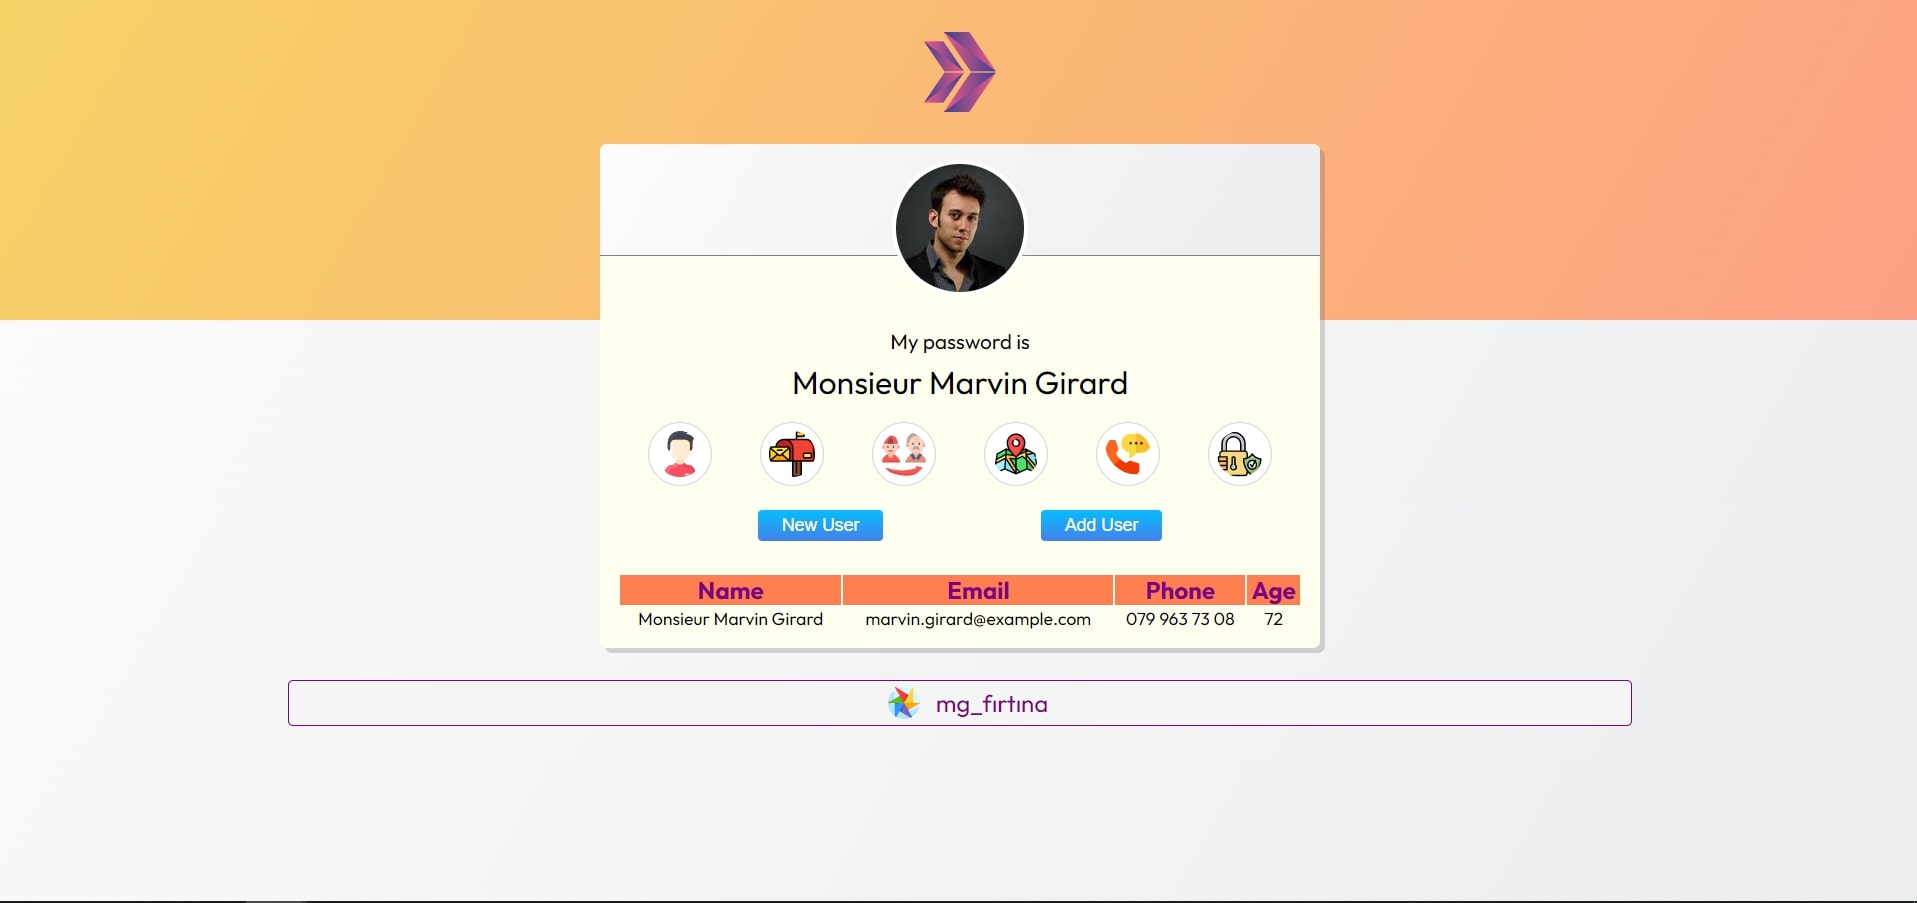 My password is
Monsieur Marvin Girard
New User Add User
Name Email Phone Age
Monsieur Marvin Girard marvin.girard@example.com 079 963 73 08 72
mg_fırtına